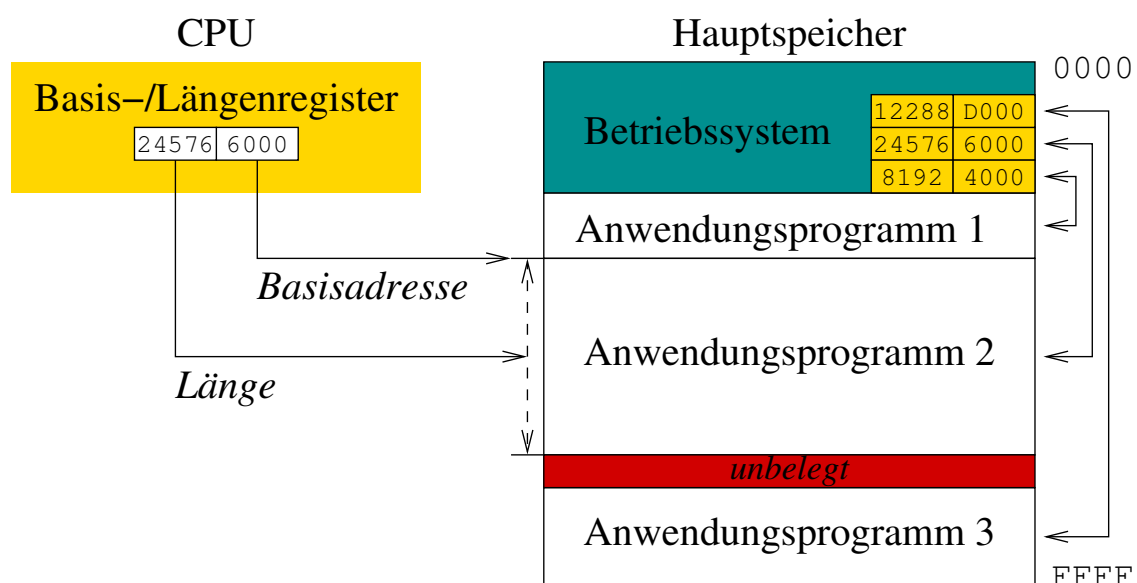 CPU
Hauptspeicher
0000
Basis–/Längenregister
24576 6000
Betriebssystem
12288 D000
24576 6000
8192 4000
Anwendungsprogramm 1
Basisadresse
Anwendungsprogramm 2
Länge
unbelegt
Anwendungsprogramm 3
FFFF